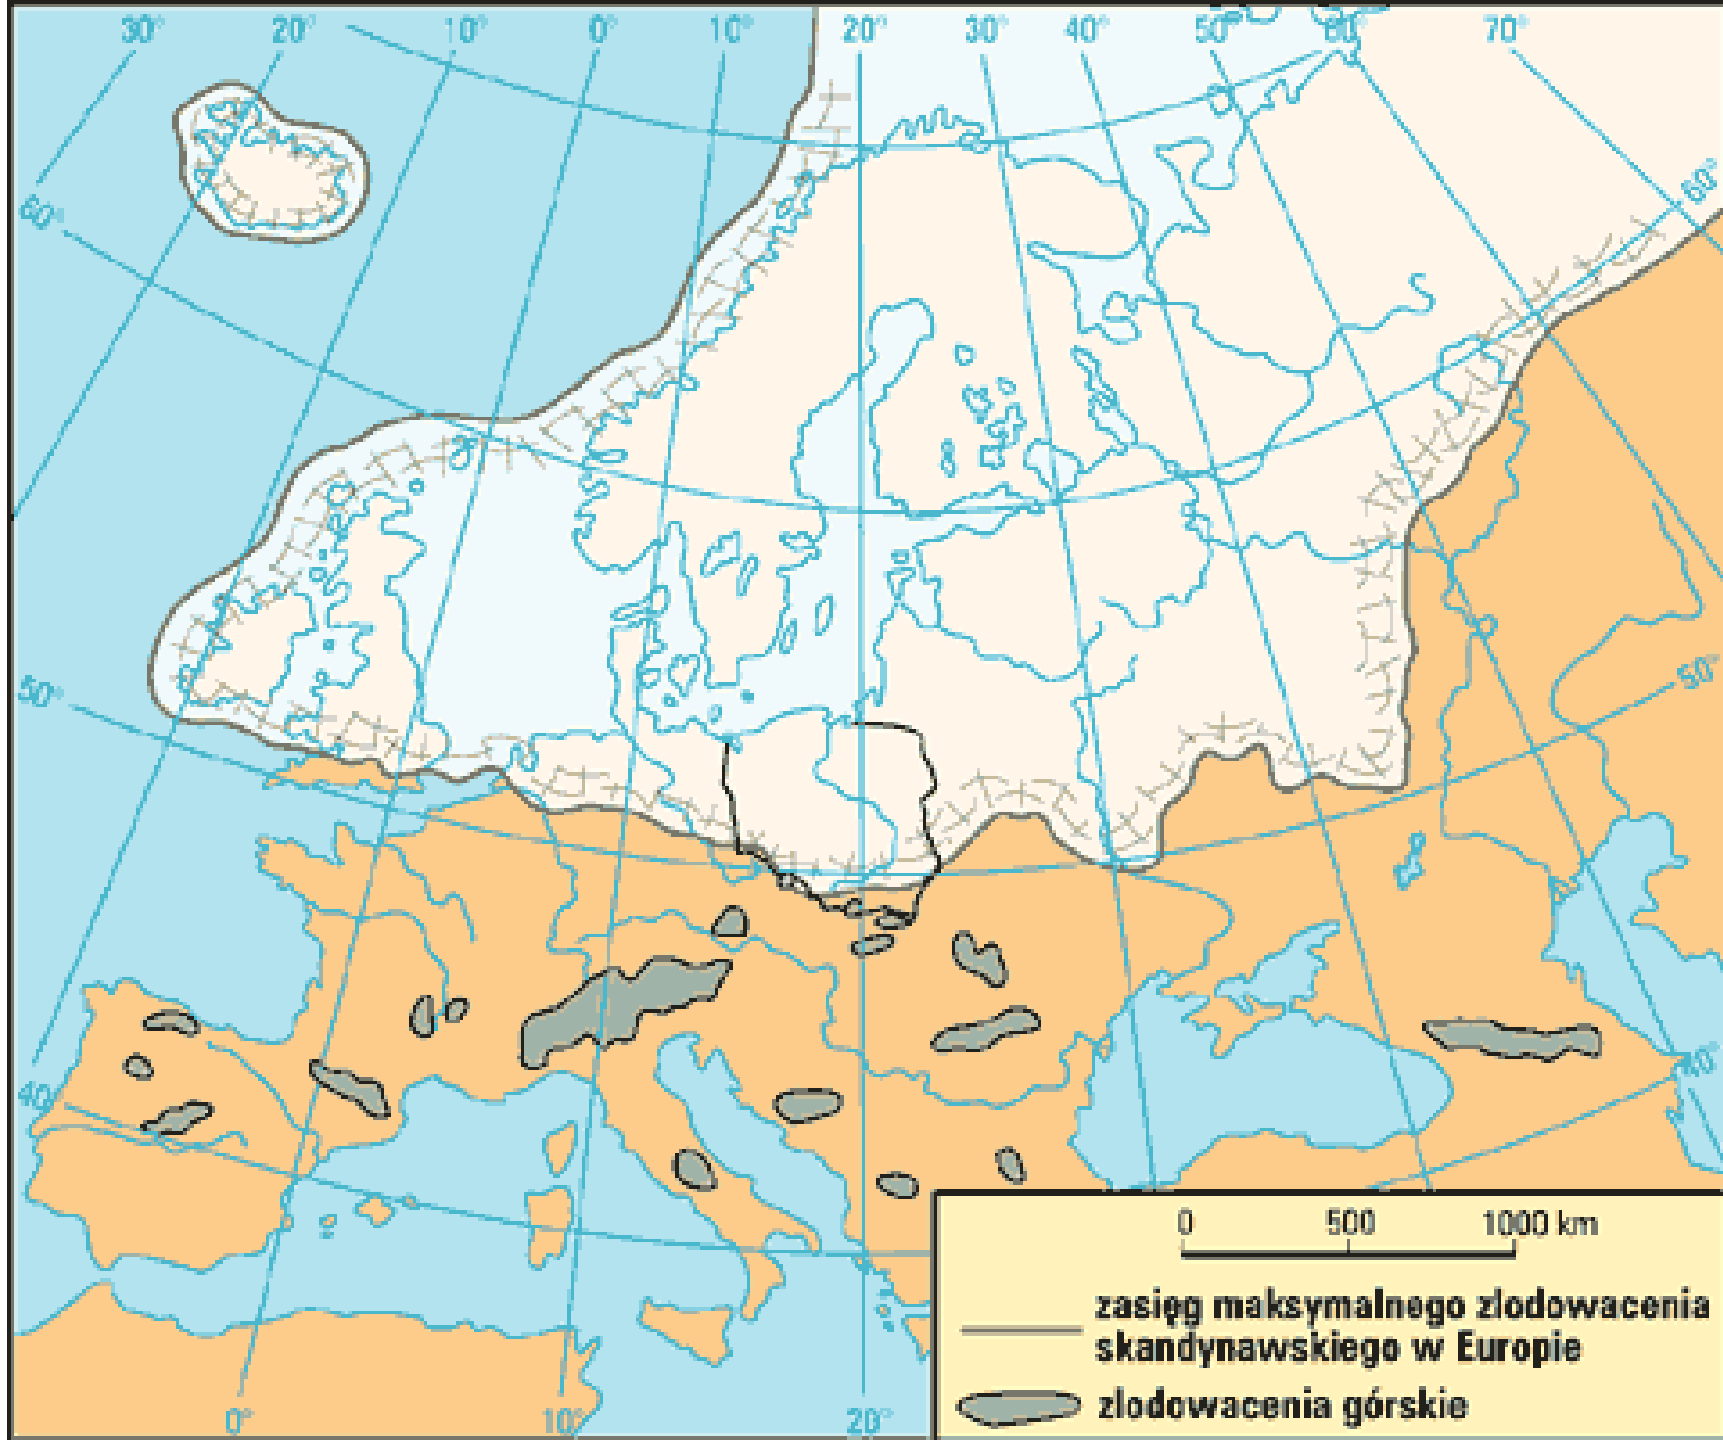 30° 20° 10° 0° 10° 20° 30° 40° 50° 60° 70°
60° 60°
50° 50°
40° 40°
0 500 1000 km
zasięg maksymalnego zlodowacenia
skandynawskiego w Europie
zlodowacenia górskie
0° 10° 20°